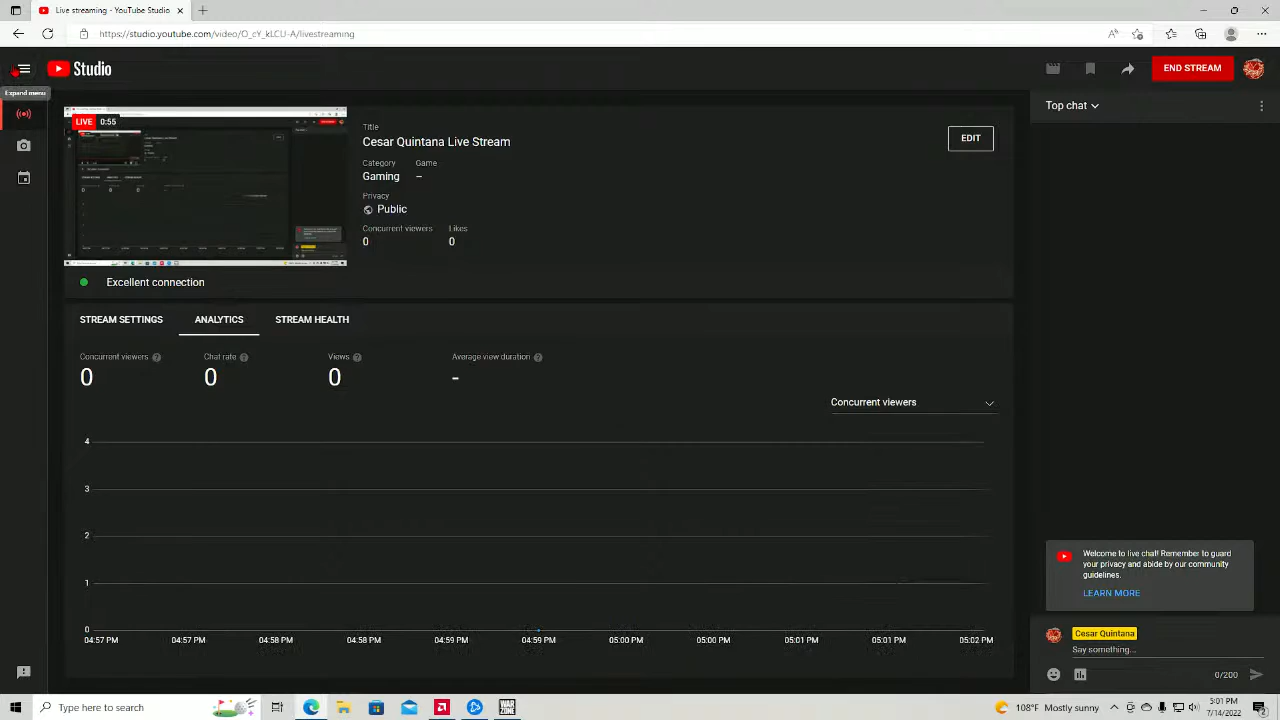 Live streaming - YouTube Studio
https://studio.youtube.com/video/O_cY_kLCU-A/livestreaming
Studio
END STREAM
Expand menu
LIVE 0:55
Title
Cesar Quintana Live Stream
EDIT
Category Game
Gaming –
Privacy
Public
Concurrent viewers Likes
0 0
Top chat
Excellent connection
STREAM SETTINGS ANALYTICS STREAM HEALTH
Concurrent viewers Chat rate Views Average view duration
0 0 0 -
Concurrent viewers
4
3
2
1
0
04:57 PM 04:57 PM 04:58 PM 04:58 PM 04:59 PM 04:59 PM 05:00 PM 05:00 PM 05:01 PM 05:01 PM 05:02 PM
Welcome to live chat! Remember to guard
your privacy and abide by our community
guidelines.
LEARN MORE
Cesar Quintana
Say something...
0/200
Type here to search
WAR
ZONE
108°F Mostly sunny
5:01 PM
7/14/2022